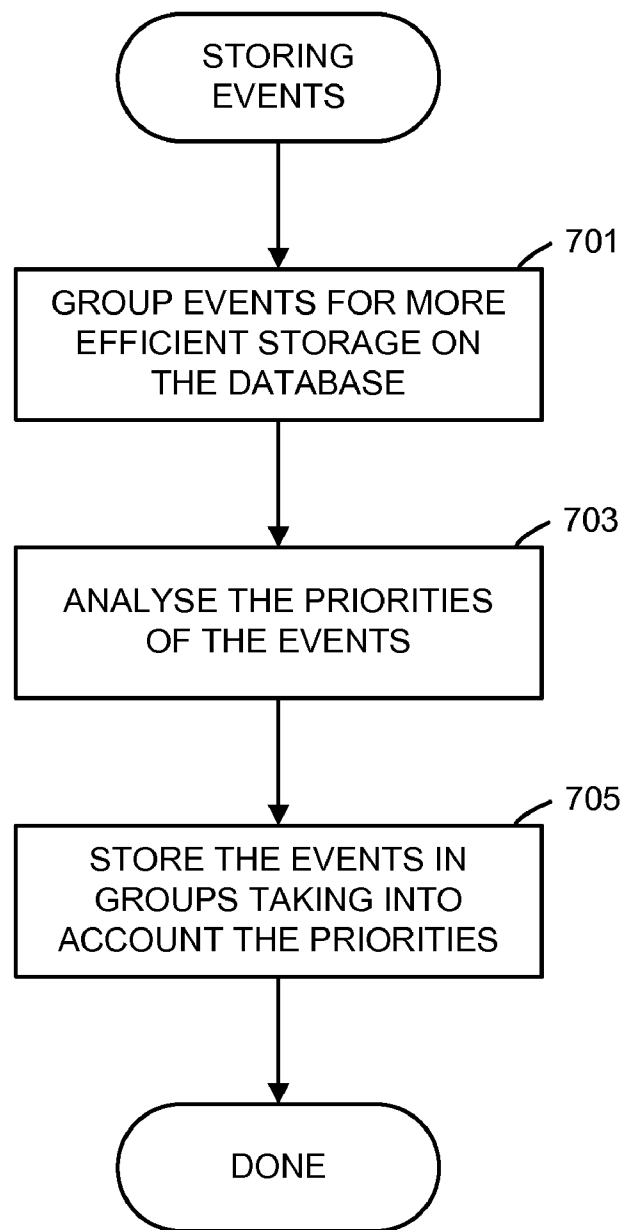 STORING
EVENTS
701
GROUP EVENTS FOR MORE
EFFICIENT STORAGE ON
THE DATABASE
703
ANALYSE THE PRIORITIES
OF THE EVENTS
705
STORE THE EVENTS IN
GROUPS TAKING INTO
ACCOUNT THE PRIORITIES
DONE